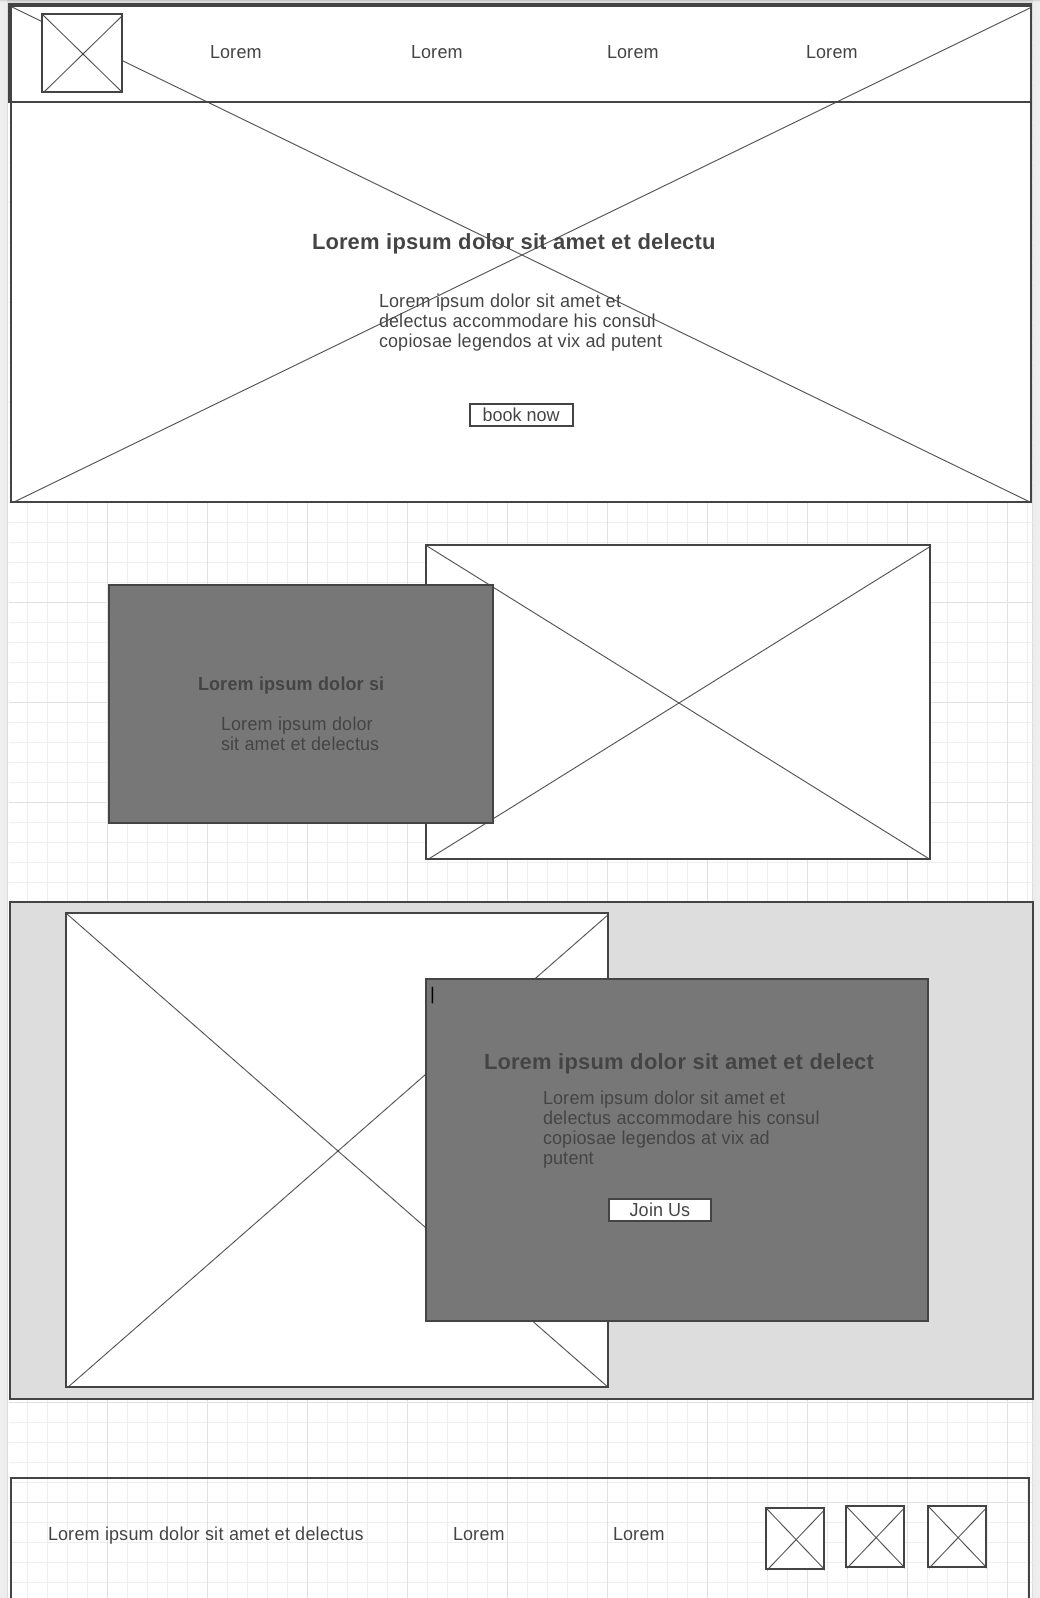 Lorem Lorem Lorem Lorem
Lorem ipsum dolor sit amet et delectu
Lorem ipsum dolor sit amet et
delectus accommodare his consul
copiosae legendos at vix ad putent
book now
Lorem ipsum dolor si
Lorem ipsum dolor
sit amet et delectus
Lorem ipsum dolor sit amet et delect
Lorem ipsum dolor sit amet et
delectus accommodare his consul
copiosae legendos at vix ad
putent
Join Us
Lorem ipsum dolor sit amet et delectus Lorem Lorem